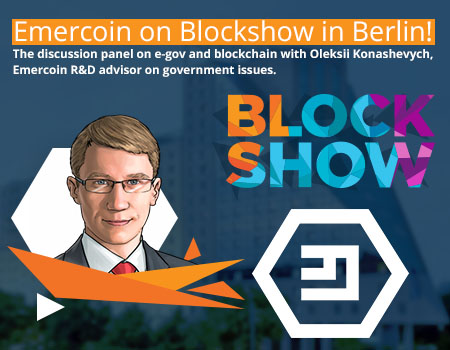 Emercoin on Blockshow in Berlin!
The discussion panel on e-gov and blockchain with Oleksii Konashevych,
Emercoin R&D advisor on government issues.
BLOCK
SHOW